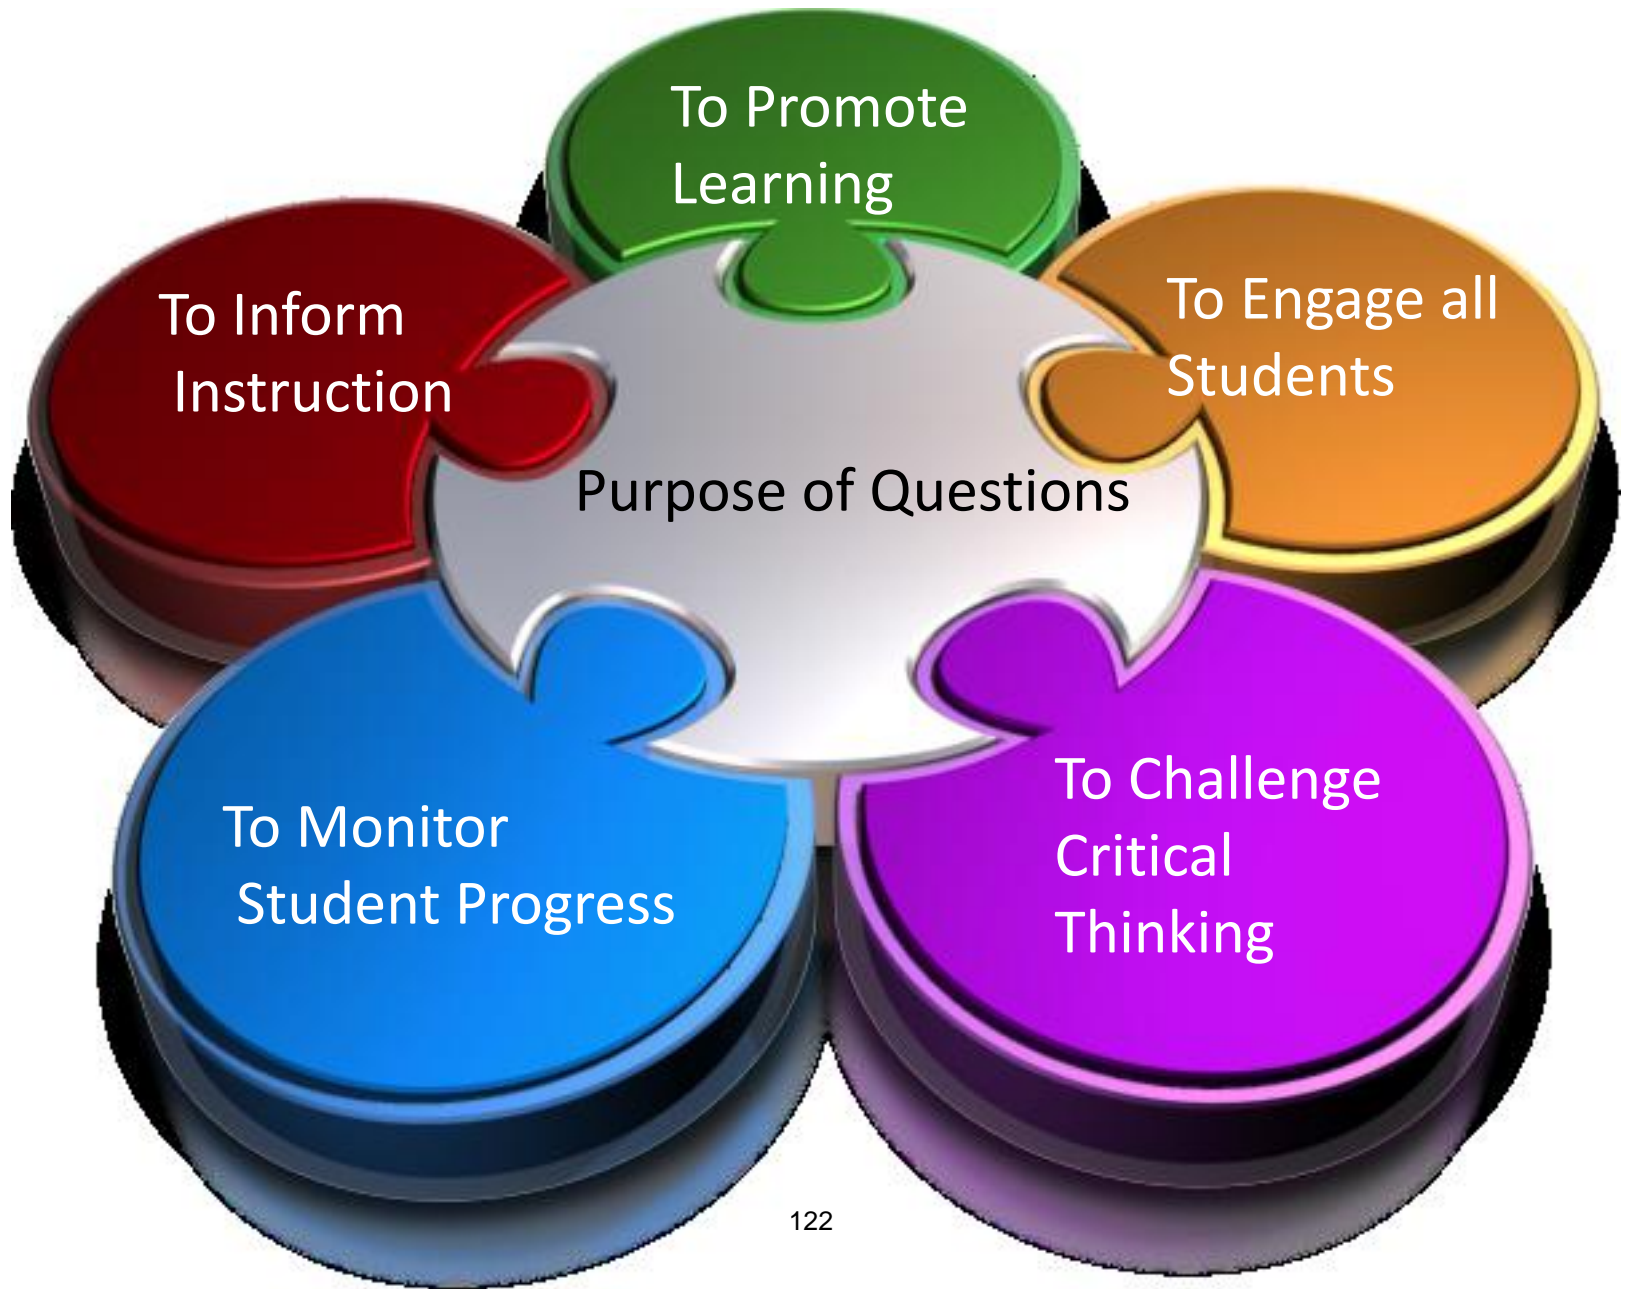 To Promote
Learning
To Inform
Instruction
To Engage all
Students
Purpose of Questions
To Monitor
Student Progress
To Challenge
Critical
Thinking
122